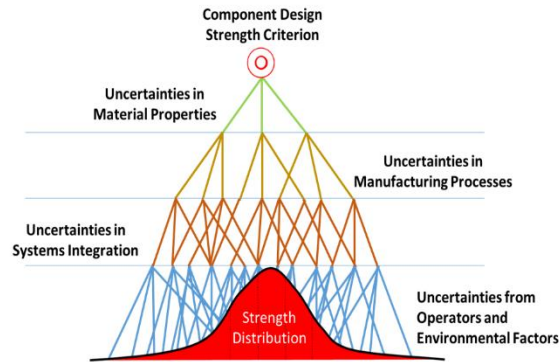 Component Design
Strength Criterion
Uncertainties in
Material Properties
Uncertainties in
Manufacturing Processes
Uncertainties in
Systems Integration
Strength
Distribution
Uncertainties from
Operators and
Environmental Factors